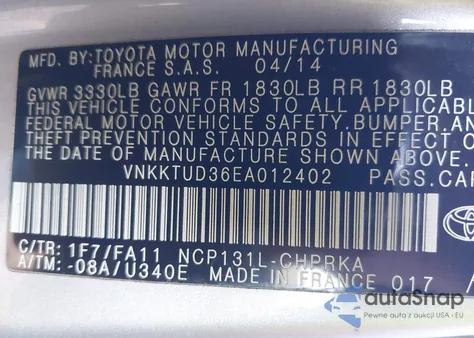 MFD. BY: TOYOTA MOTOR MANUFACTURING
FRANCE S.A.S. 04/14
GVWR 3330LB GAWR FR 1830LB RR 1830LB
THIS VEHICLE CONFORMS TO ALL APPLICABL
FEDERAL MOTOR VEHICLE SAFETY, BUMPER, AN
THEFT PREVENTION STANDARDS IN EFFECT O
THE DATE OF MANUFACTURE SHOWN ABOVE.
VNKKTUD36EA012402 PASS. CAR
C/TR: 1F7/FA11 NCP131L-CHPRKA
A/TM: -08A/U340E MADE IN FRANCE 017 /
autoSnap
Pewne auta z aukcji USA i EU